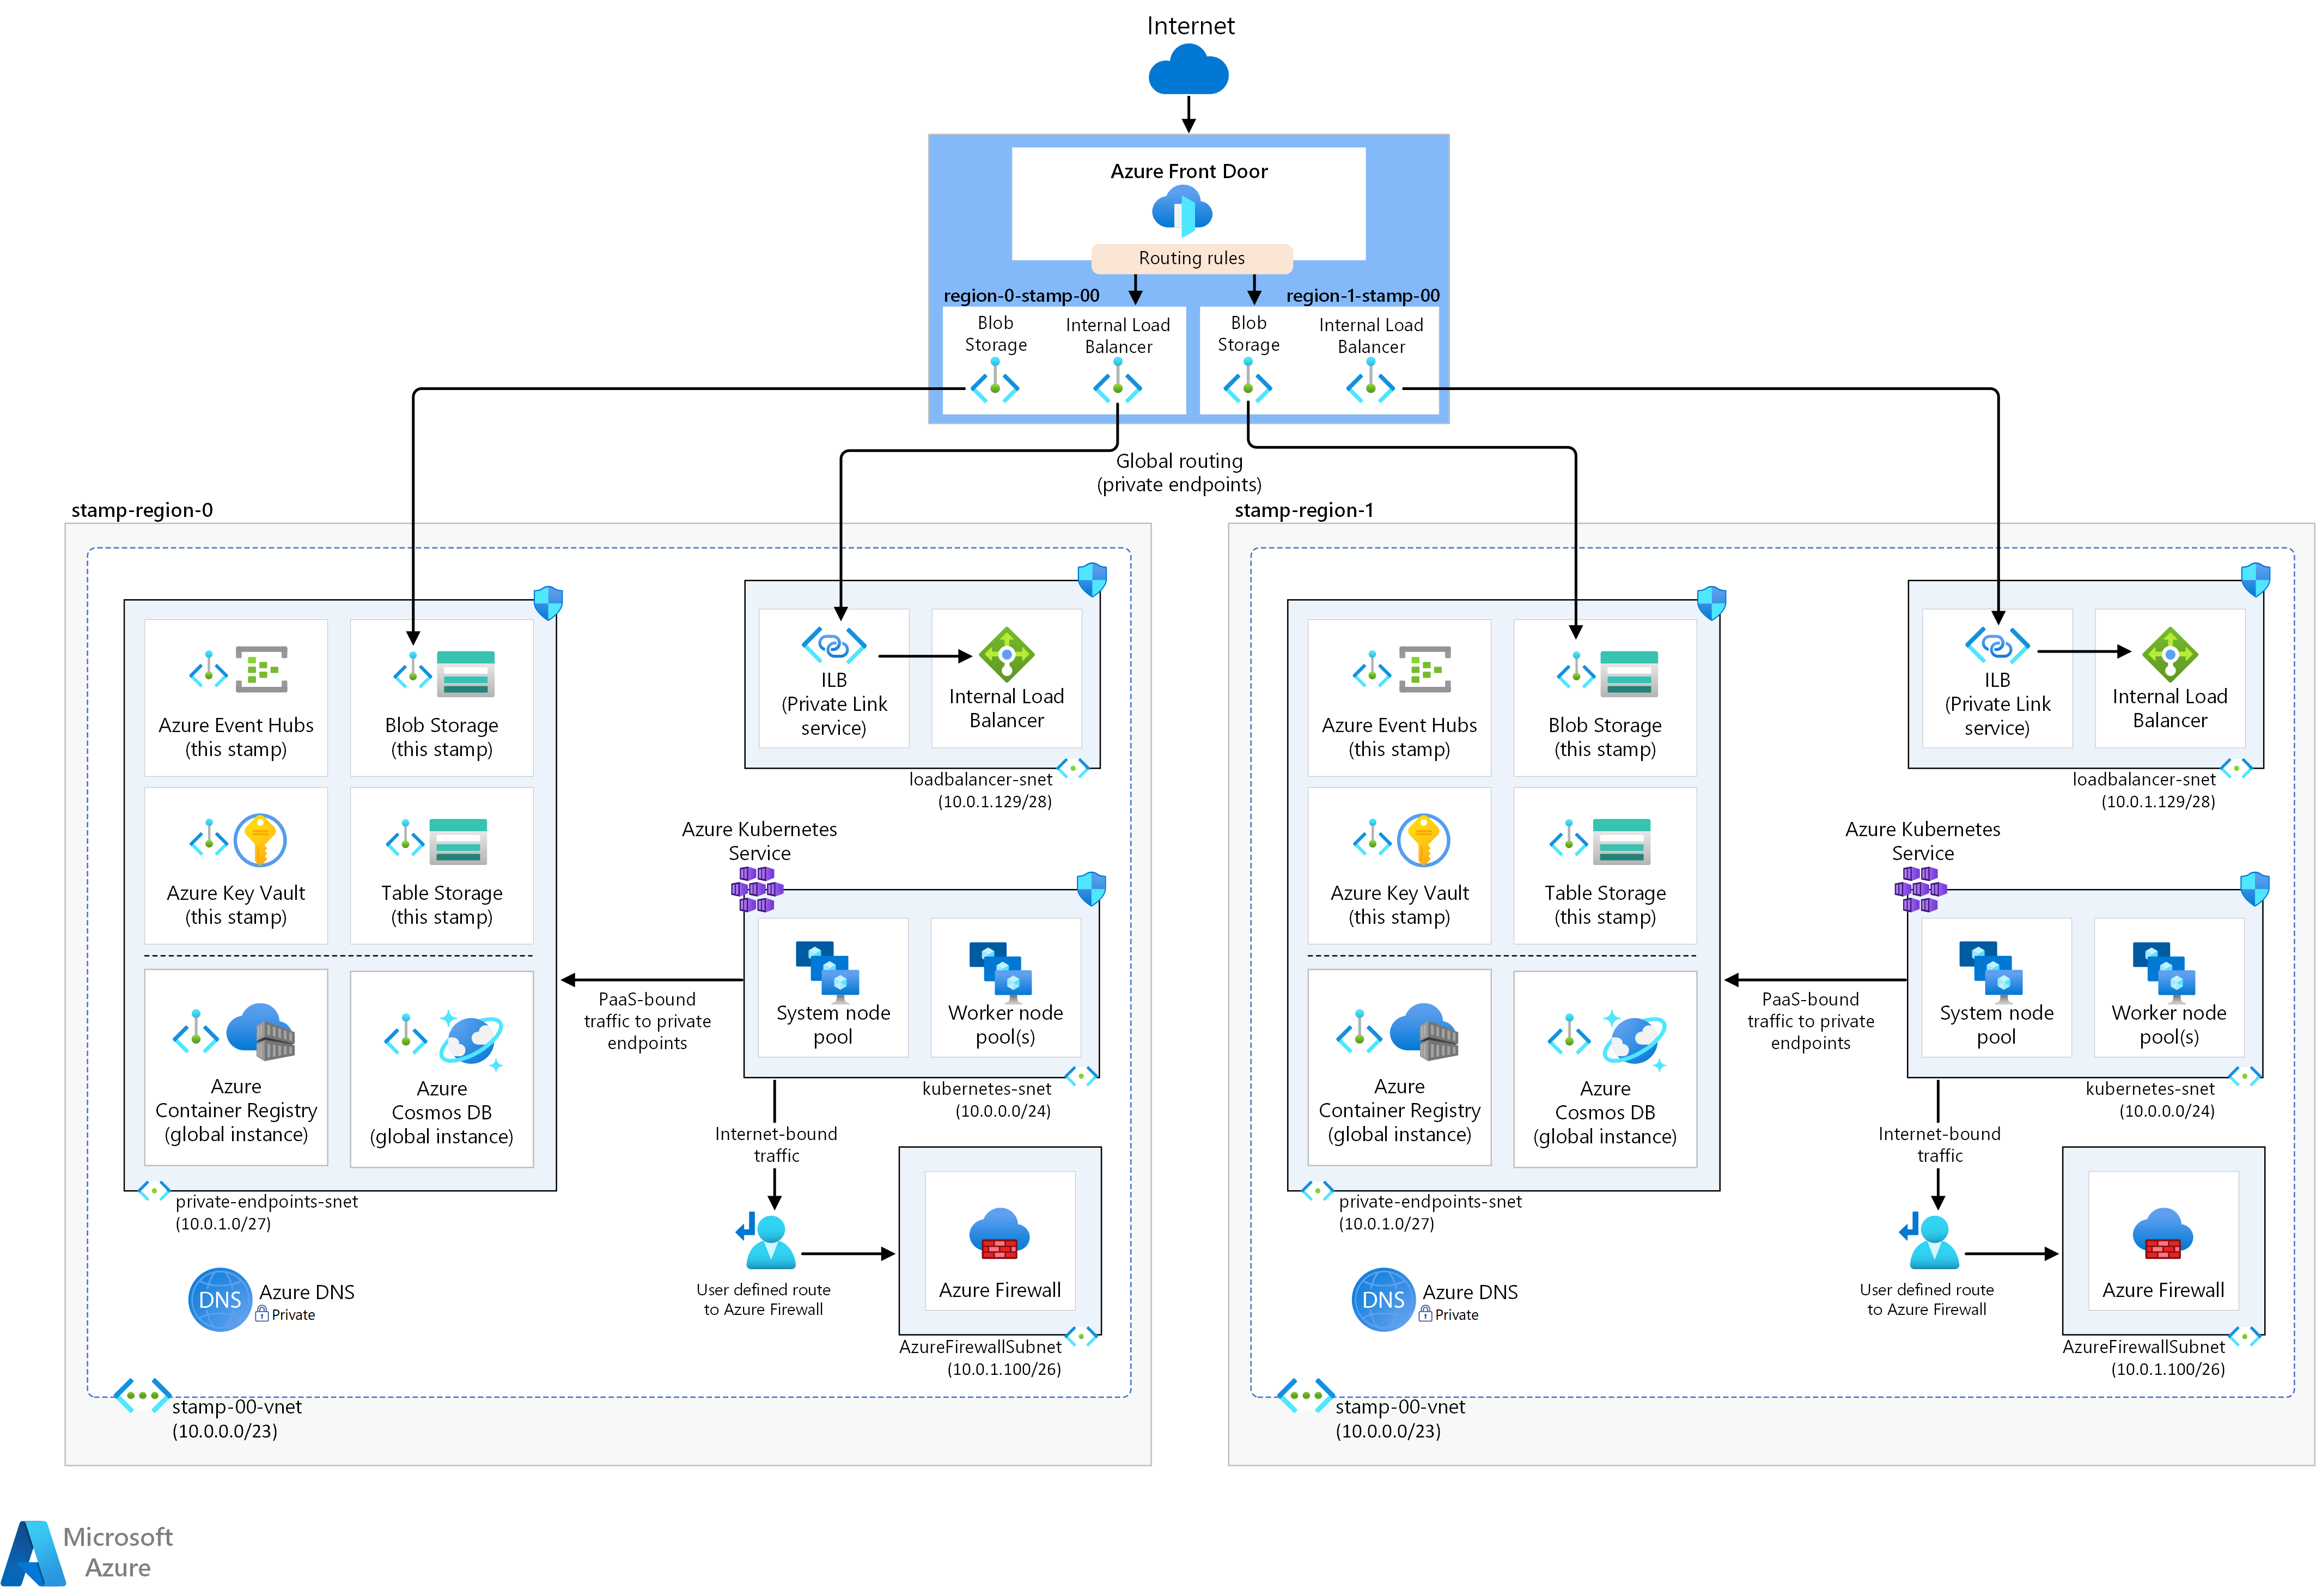 Internet
Azure Front Door
Routing rules
region-0-stamp-00
region-1-stamp-00
Blob
Storage
Internal Load
Balancer
Blob
Storage
Internal Load
Balancer
Global routing
(private endpoints)
stamp-region-0
Azure Event Hubs
(this stamp)
Blob Storage
(this stamp)
Azure Key Vault
(this stamp)
Table Storage
(this stamp)
Azure
Container Registry
(global instance)
Azure
Cosmos DB
(global instance)
private-endpoints-snet
(10.0.1.0/27)
ILB
(Private Link
service)
Internal Load
Balancer
loadbalancer-snet
(10.0.1.129/28)
Azure Kubernetes
Service
System node
pool
Worker node
pool(s)
kubernetes-snet
(10.0.0.0/24)
PaaS-bound
traffic to private
endpoints
Internet-bound
traffic
User defined route
to Azure Firewall
Azure Firewall
AzureFirewallSubnet
(10.0.1.100/26)
DNS
Azure DNS
Private
stamp-00-vnet
(10.0.0.0/23)
stamp-region-1
Azure Event Hubs
(this stamp)
Blob Storage
(this stamp)
Azure Key Vault
(this stamp)
Table Storage
(this stamp)
Azure
Container Registry
(global instance)
Azure
Cosmos DB
(global instance)
private-endpoints-snet
(10.0.1.0/27)
ILB
(Private Link
service)
Internal Load
Balancer
loadbalancer-snet
(10.0.1.129/28)
Azure Kubernetes
Service
System node
pool
Worker node
pool(s)
kubernetes-snet
(10.0.0.0/24)
PaaS-bound
traffic to private
endpoints
Internet-bound
traffic
User defined route
to Azure Firewall
Azure Firewall
AzureFirewallSubnet
(10.0.1.100/26)
DNS
Azure DNS
Private
stamp-00-vnet
(10.0.0.0/23)
Microsoft
Azure